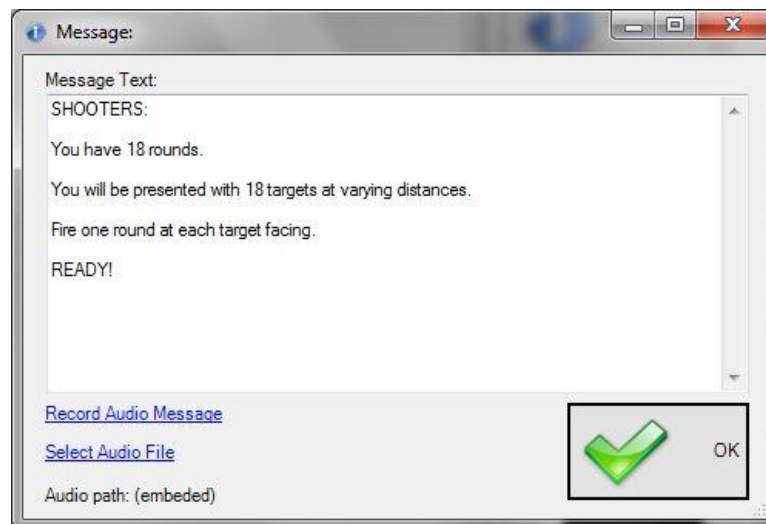 Message:
Message Text:
SHOOTERS:
You have 18 rounds.
You will be presented with 18 targets at varying distances.
Fire one round at each target facing.
READY!
Record Audio Message
Select Audio File
OK
Audio path: (embeded)